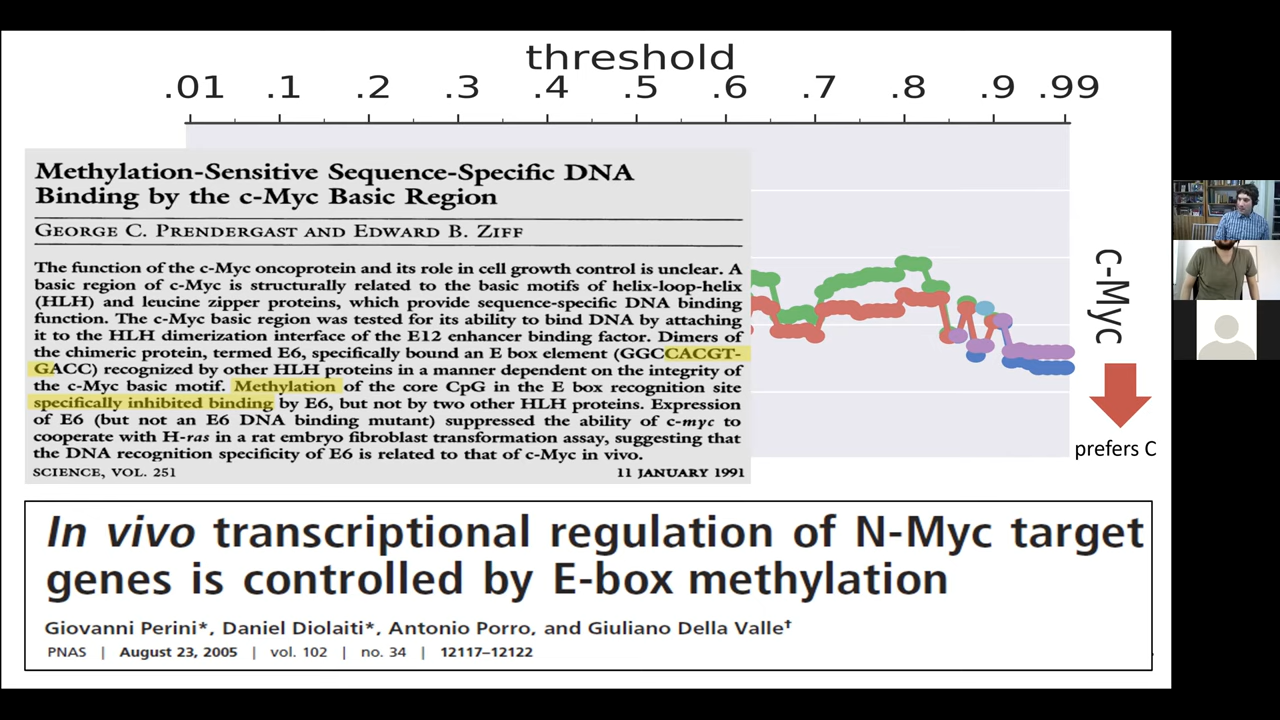 threshold
.01 .1 .2 .3 .4 .5 .6 .7 .8 .9 .99
Methylation-Sensitive Sequence-Specific DNA
Binding by the c-Myc Basic Region
GEORGE C. PRENDERGAST AND EDWARD B. ZIFF
The function of the c-Myc oncoprotein and its role in cell growth control is unclear. A
basic region of c-Myc is structurally related to the basic motifs of helix-loop-helix
(HLH) and leucine zipper proteins, which provide sequence-specific DNA binding
function. The c-Myc basic region was tested for its ability to bind DNA by attaching
it to the HLH dimerization interface of the E12 enhancer binding factor. Dimers of
the chimeric protein, termed E6, specifically bound an E box element (GGCCACGT-
GACC) recognized by other HLH proteins in a manner dependent on the integrity of
the c-Myc basic motif. Methylation of the core CpG in the E box recognition site
specifically inhibited binding by E6, but not by two other HLH proteins. Expression
of E6 (but not an E6 DNA binding mutant) suppressed the ability of c-myc to
cooperate with H-ras in a rat embryo fibroblast transformation assay, suggesting that
the DNA recognition specificity of E6 is related to that of c-Myc in vivo.
SCIENCE, VOL. 251 11 JANUARY 1991
c-Myc
prefers C
In vivo transcriptional regulation of N-Myc target
genes is controlled by E-box methylation
Giovanni Perini*, Daniel Diolaiti*, Antonio Porro, and Giuliano Della Valle†
PNAS | August 23, 2005 | vol. 102 | no. 34 | 12117–12122